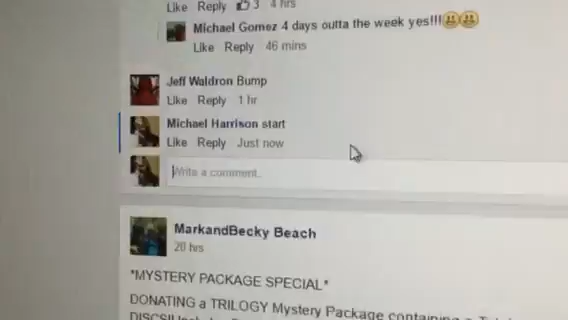 Like Reply 3 4 hrs
Michael Gomez 4 days outta the week yes!!!
Like Reply 46 mins
Jeff Waldron Bump
Like Reply 1 hr
Michael Harrison start
Like Reply Just now
Write a comment...
MarkandBecky Beach
20 hrs
*MYSTERY PACKAGE SPECIAL*
DONATING a TRILOGY Mystery Package containing a